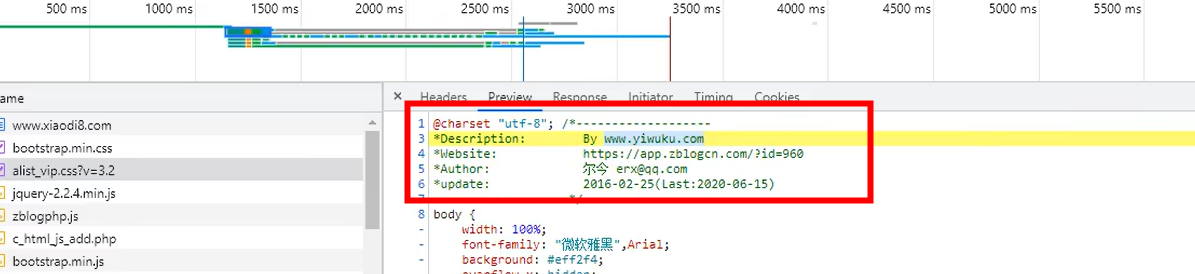 500 ms 1000 ms 1500 ms 2000 ms 2500 ms 3000 ms 3500 ms 4000 ms 4500 ms 5000 ms 5500 ms
ame
www.xiaodi8.com
bootstrap.min.css
alist_vip.css?v=3.2
jquery-2.2.4.min.js
zblogphp.js
c_html_js_add.php
bootstrap.min.js
× Headers Preview Response Initiator Timing Cookies
1 @charset "utf-8"; /*-------------------
3 *Description: By www.yiwuku.com
4 *Website: https://app.zblogcn.com/?id=960
5 *Author: 尔今 erx@qq.com
6 *update: 2016-02-25(Last:2020-06-15)
7 */
8 body {
- width: 100%;
- font-family: "微软雅黑",Arial;
- background: #eff2f4;
overflow-x: hidden;